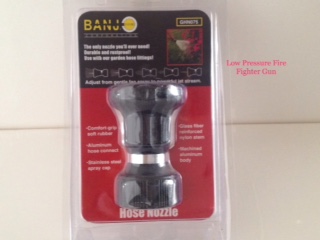 BANJO
CORPORATION
GHN075
The only nozzle you'll ever need!
Durable and rustproof!
Use with our garden hose fittings!
Adjust from gentle fine spray to powerful jet stream.
Low Pressure Fire
Fighter Gun
•Comfort grip
soft rubber
•Aluminum
hose connect
•Stainless steel
spray cap
•Glass fiber
reinforced
nylon stem
•Machined
aluminum
body
Hose Nozzle